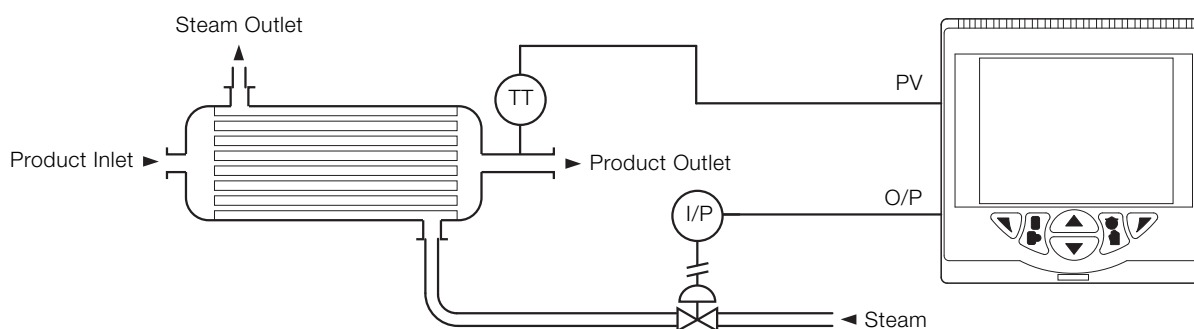 Steam Outlet
TT
PV
Product Inlet
Product Outlet
I/P
O/P
Steam